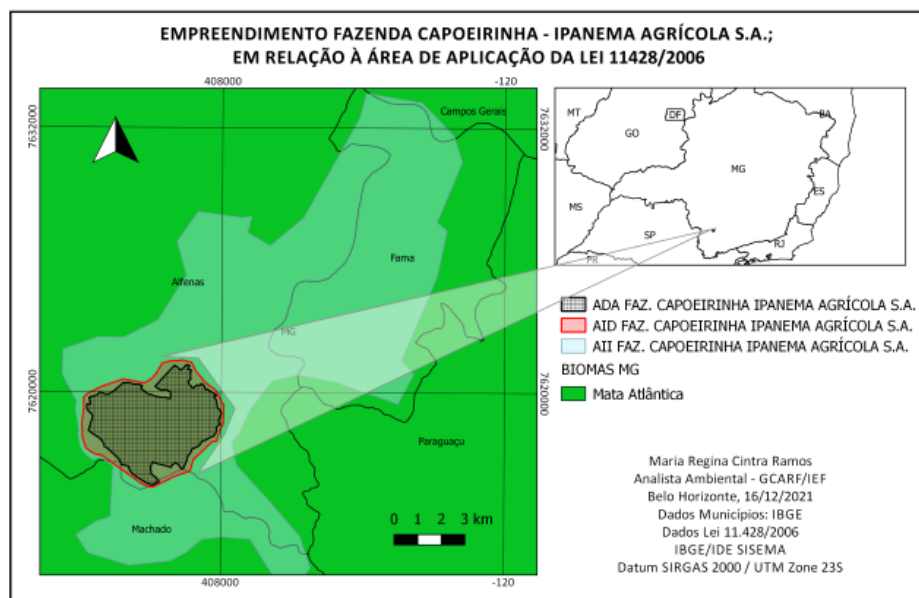 EMPREENDIMENTO FAZENDA CAPOEIRINHA - IPANEMA AGRÍCOLA S.A.;
EM RELAÇÃO À ÁREA DE APLICAÇÃO DA LEI 11428/2006
408000
-120
7632000
7620000
Campos Gerais
Alfenas
Fama
MG
Paraguaçu
Machado
0 1 2 3 km
408000
-120
7632000
7620000
MT
GO
DF
BA
MG
ES
MS
SP
RJ
PR
ADA FAZ. CAPOEIRINHA IPANEMA AGRÍCOLA S.A.
AID FAZ. CAPOEIRINHA IPANEMA AGRÍCOLA S.A.
AII FAZ. CAPOEIRINHA IPANEMA AGRÍCOLA S.A.
BIOMAS MG
Mata Atlântica
Maria Regina Cintra Ramos
Analista Ambiental - GCARF/IEF
Belo Horizonte, 16/12/2021
Dados Municípios: IBGE
Dados Lei 11.428/2006
IBGE/IDE SISEMA
Datum SIRGAS 2000 / UTM Zone 23S